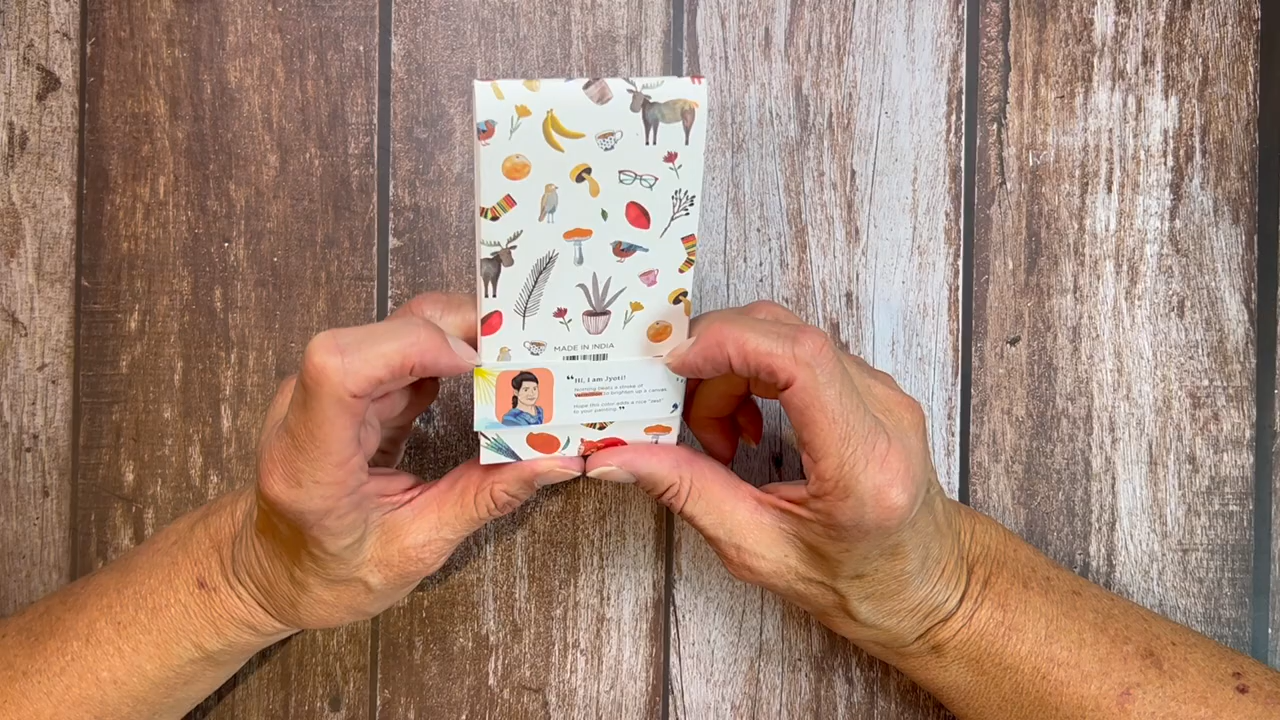 MADE IN INDIA
“Hi, I am Jyoti!
Nothing beats a stroke of
to brighten up a canvas
Hope this color adds a nice "zest"
to your painting.”